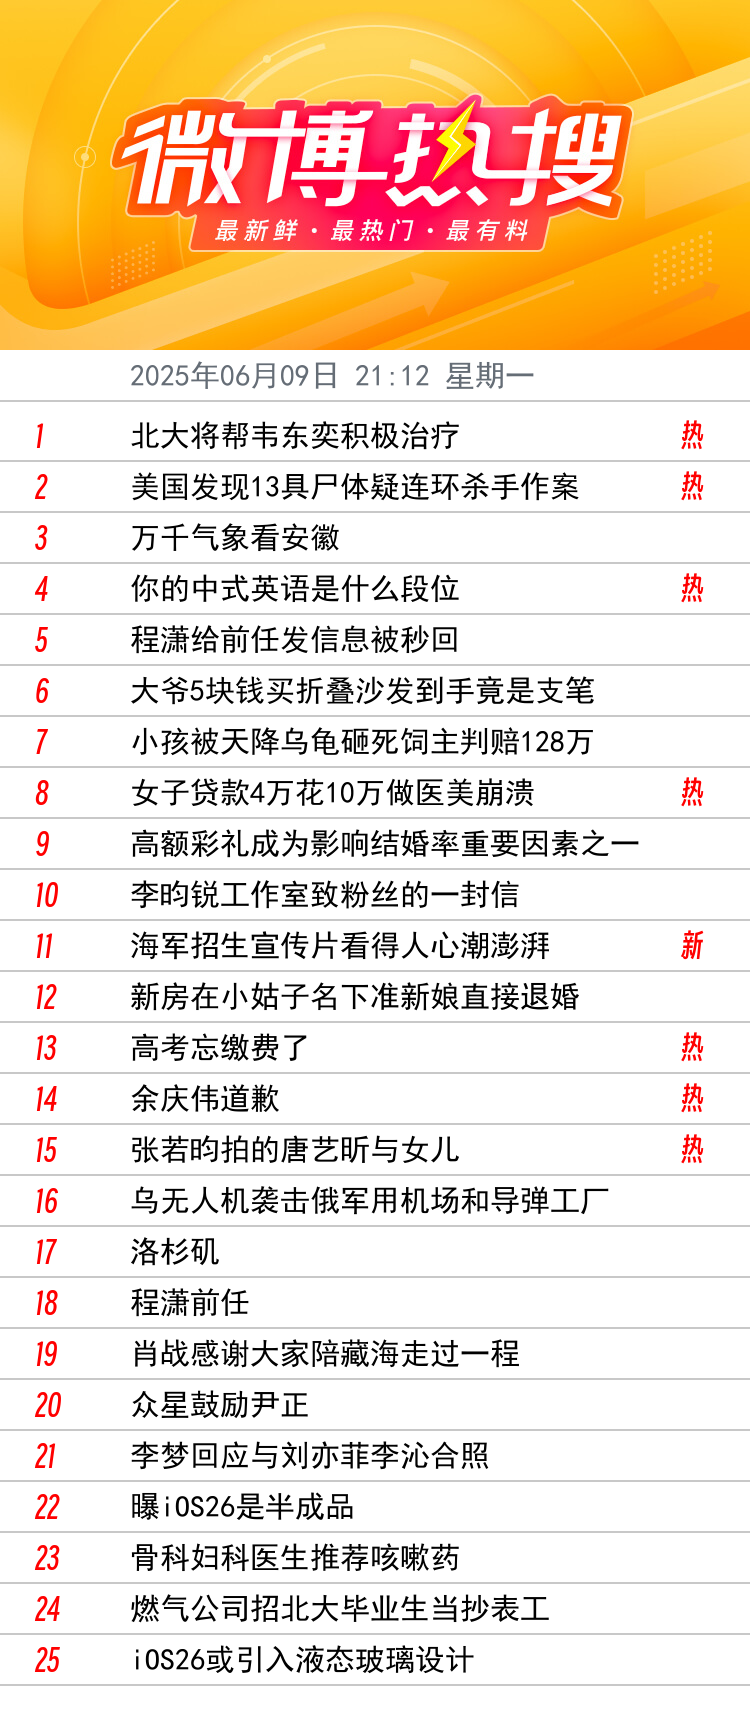 微博热搜
最新鲜·最热门·最有料
2025年06月09日 21:12 星期一
1 北大将帮韦东奕积极治疗 热
2 美国发现13具尸体疑连环杀手作案 热
3 万千气象看安徽
4 你的中式英语是什么段位 热
5 程潇给前任发信息被秒回
6 大爷5块钱买折叠沙发到手竟是支笔
7 小孩被天降乌龟砸死饲主判赔128万
8 女子贷款4万花10万做医美崩溃 热
9 高额彩礼成为影响结婚率重要因素之一
10 李昀锐工作室致粉丝的一封信
11 海军招生宣传片看得人心潮澎湃 新
12 新房在小姑子名下准新娘直接退婚
13 高考忘缴费了 热
14 余庆伟道歉 热
15 张若昀拍的唐艺昕与女儿 热
16 乌无人机袭击俄军用机场和导弹工厂
17 洛杉矶
18 程潇前任
19 肖战感谢大家陪藏海走过一程
20 众星鼓励尹正
21 李梦回应与刘亦菲李沁合照
22 曝iOS26是半成品
23 骨科妇科医生推荐咳嗽药
24 燃气公司招北大毕业生当抄表工
25 iOS26或引入液态玻璃设计